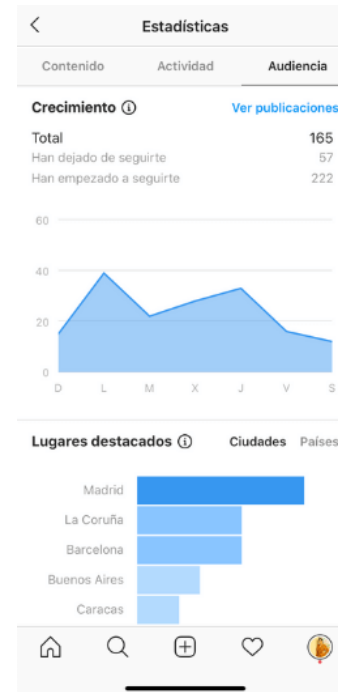 Estadísticas
Contenido Actividad Audiencia
Crecimiento Ver publicaciones
Total 165
Han dejado de seguirte 57
Han empezado a seguirte 222
60
40
20
0
D L M X J V S
Lugares destacados Ciudades Países
Madrid
La Coruña
Barcelona
Buenos Aires
Caracas